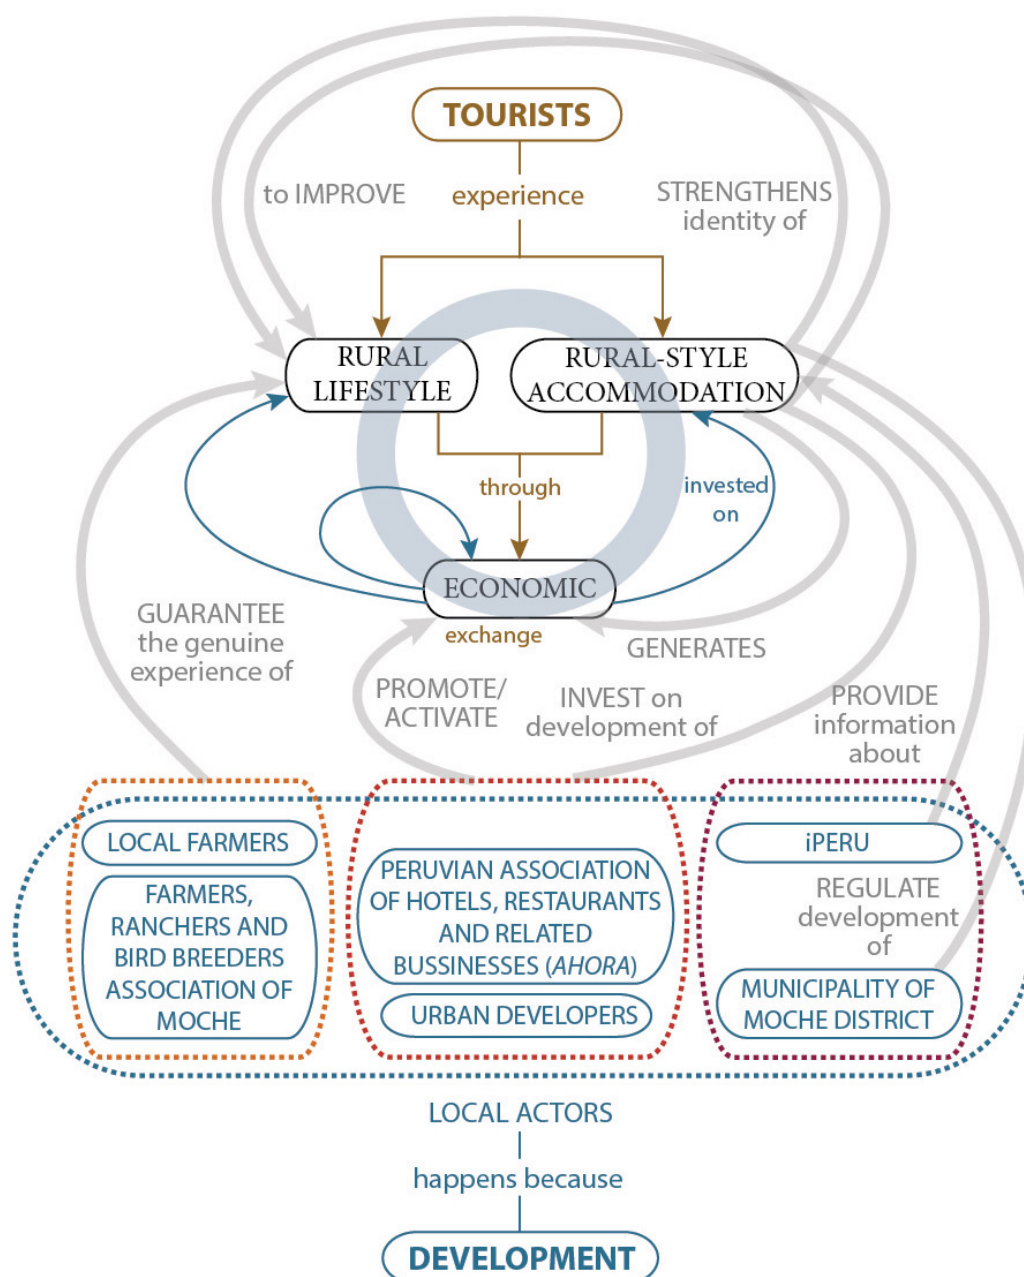 TOURISTS
to IMPROVE
experience
STRENGTHENS
identity of
RURAL
LIFESTYLE
RURAL-STYLE
ACCOMMODATION
through
invested
on
ECONOMIC
exchange
GUARANTEE
the genuine
experience of
GENERATES
PROMOTE/
ACTIVATE
INVEST on
development of
PROVIDE
information
about
LOCAL FARMERS
FARMERS,
RANCHERS AND
BIRD BREEDERS
ASSOCIATION OF
MOCHE
PERUVIAN ASSOCIATION
OF HOTELS, RESTAURANTS
AND RELATED
BUSSINESSES (AHORA)
URBAN DEVELOPERS
iPERU
REGULATE
development
of
MUNICIPALITY OF
MOCHE DISTRICT
LOCAL ACTORS
happens because
DEVELOPMENT